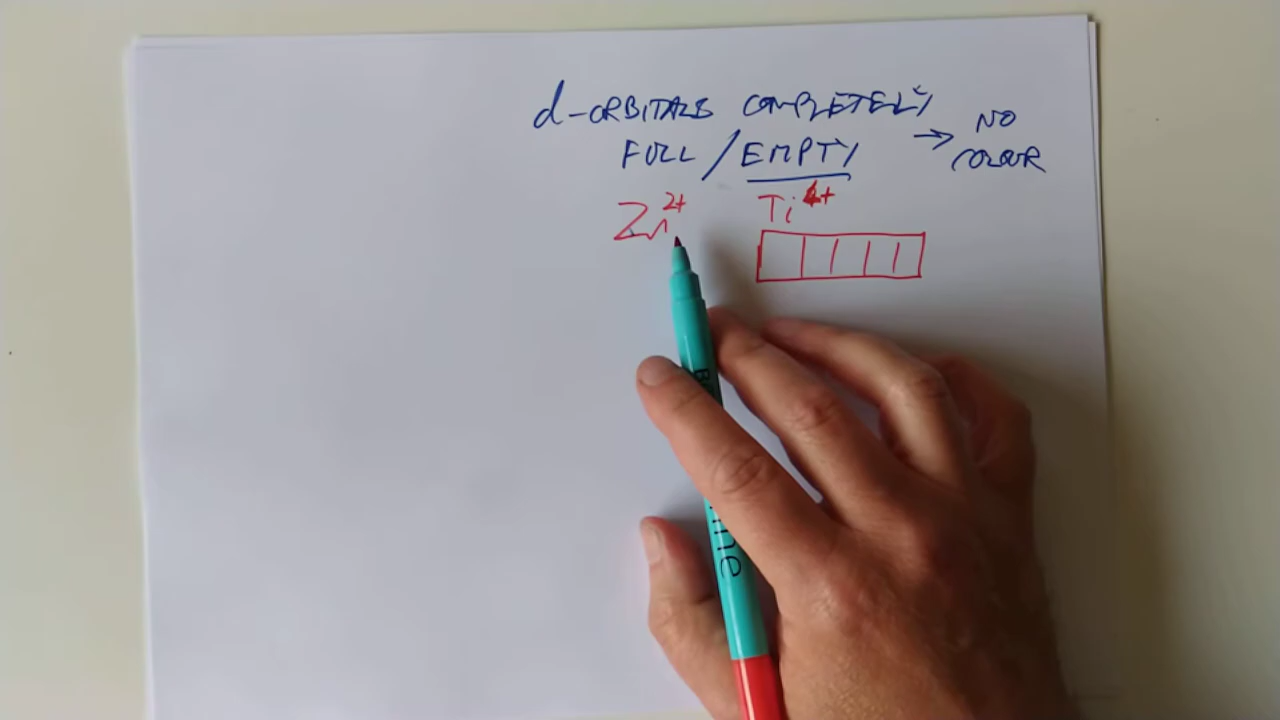 d-ORBITALS COMPLETELY
FULL / EMPTY → NO COLOUR
Zn²⁺ Ti⁴⁺